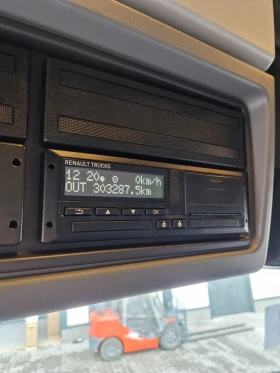 RENAULT TRUCKS
12 20● ⊙ 0km/h
OUT 303287.5km
OK